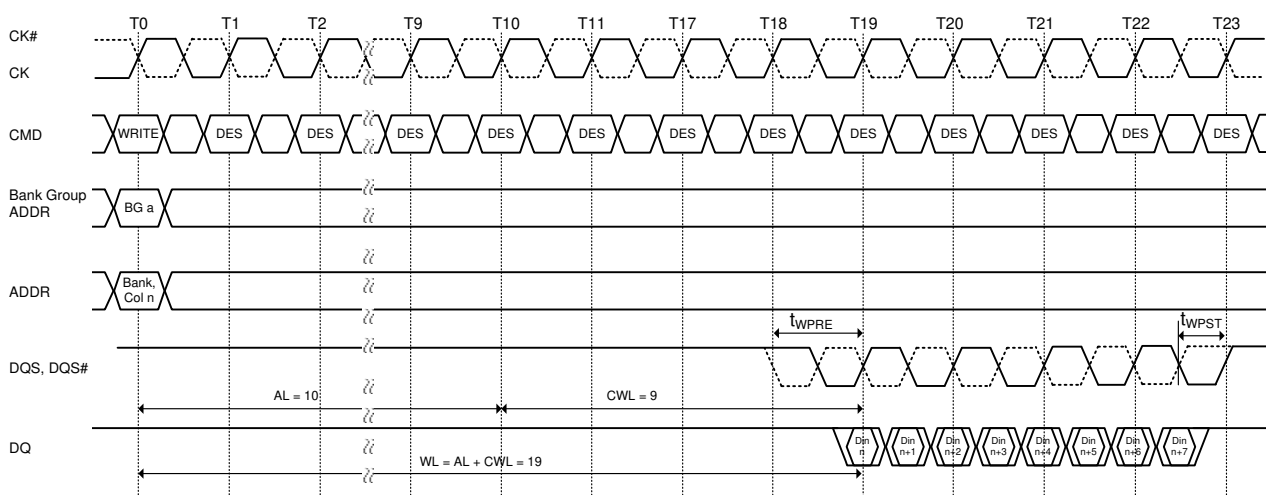 T0 T1 T2 T9 T10 T11 T17 T18 T19 T20 T21 T22 T23
CK#
CK
CMD
WRITE DES DES DES DES DES DES DES DES DES DES DES DES
Bank Group
ADDR
BG a
ADDR
Bank,
Col n
tWPRE
tWPST
DQS, DQS#
AL = 10
CWL = 9
DQ
Din Din Din Din Din Din Din Din
n n+1 n+2 n+3 n+4 n+5 n+6 n+7
WL = AL + CWL = 19